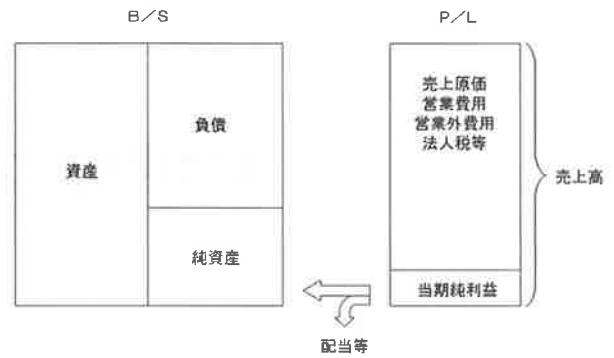 B/S
P/L
資産
負債
純資産
売上原価
営業費用
営業外費用
法人税等
当期純利益
売上高
配当等